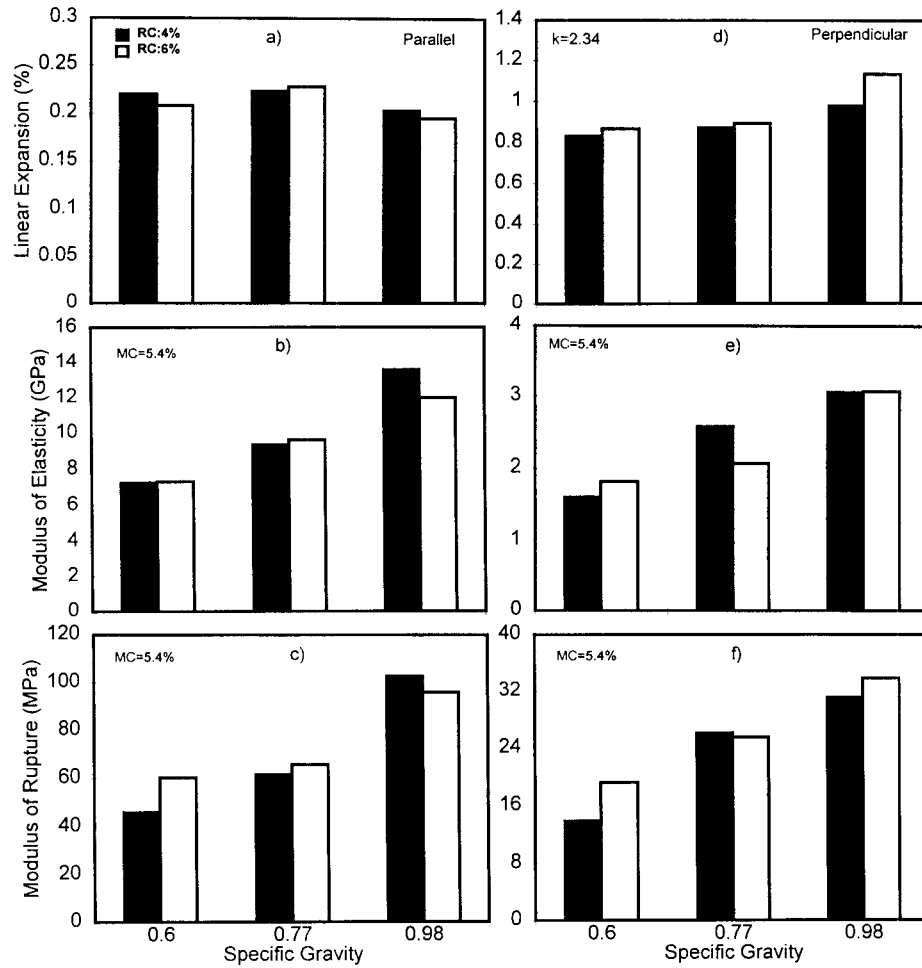 RC:4%
RC:6%
a)
Parallel
Linear Expansion (%)
0.3
0.25
0.2
0.15
0.1
0.05
0
k=2.34
d)
Perpendicular
1.4
1.2
1
0.8
0.6
0.4
0.2
0
MC=5.4%
b)
Modulus of Elasticity (GPa)
16
14
12
10
8
6
4
2
0
MC=5.4%
e)
4
3
2
1
0
MC=5.4%
c)
Modulus of Rupture (MPa)
120
100
80
60
40
20
0
0.6
0.77
0.98
Specific Gravity
MC=5.4%
f)
40
32
24
16
8
0
0.6
0.77
0.98
Specific Gravity